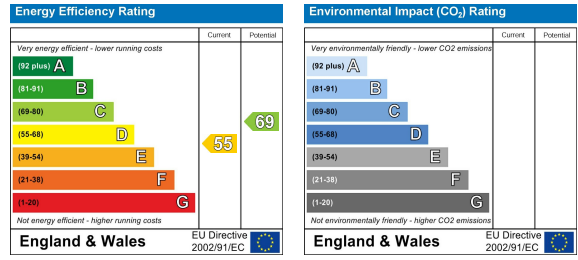 Energy Efficiency Rating
Current Potential
Very energy efficient - lower running costs
(92 plus) A
(81-91) B
(69-80) C
(55-68) D
(39-54) E
(21-38) F
(1-20) G
55
69
Not energy efficient - higher running costs
England & Wales
EU Directive
2002/91/EC
Environmental Impact (CO₂) Rating
Current Potential
Very environmentally friendly - lower CO2 emissions
(92 plus) A
(81-91) B
(69-80) C
(55-68) D
(39-54) E
(21-38) F
(1-20) G
Not environmentally friendly - higher CO2 emissions
England & Wales
EU Directive
2002/91/EC